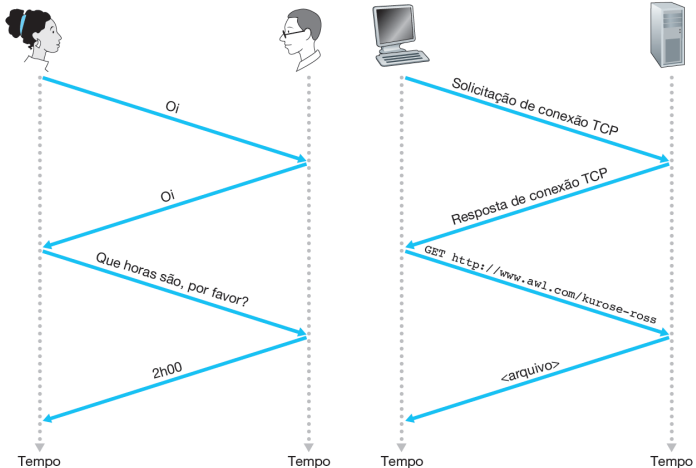 Oi
Oi
Que horas são, por favor?
2h00
Tempo
Tempo
Solicitação de conexão TCP
Resposta de conexão TCP
GET http://www.awl.com/kurose-ross
<arquivo>
Tempo
Tempo